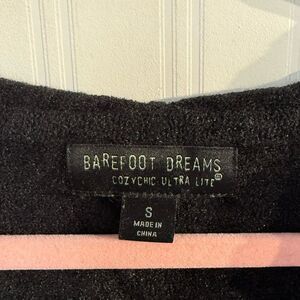 BAREFOOT DREAMS
COZYCHIC ULTRA LITE®
S
MADE IN
CHINA